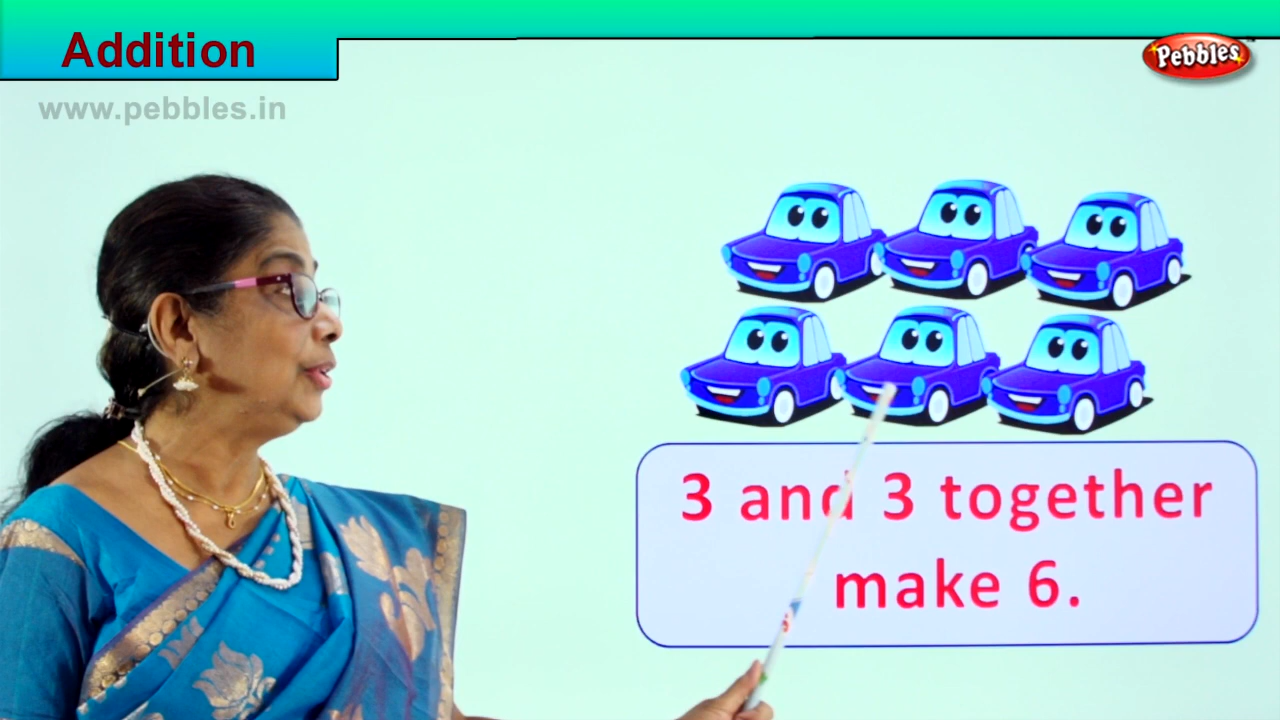 Addition
Pebbles
www.pebbles.in
3 and 3 together
make 6.